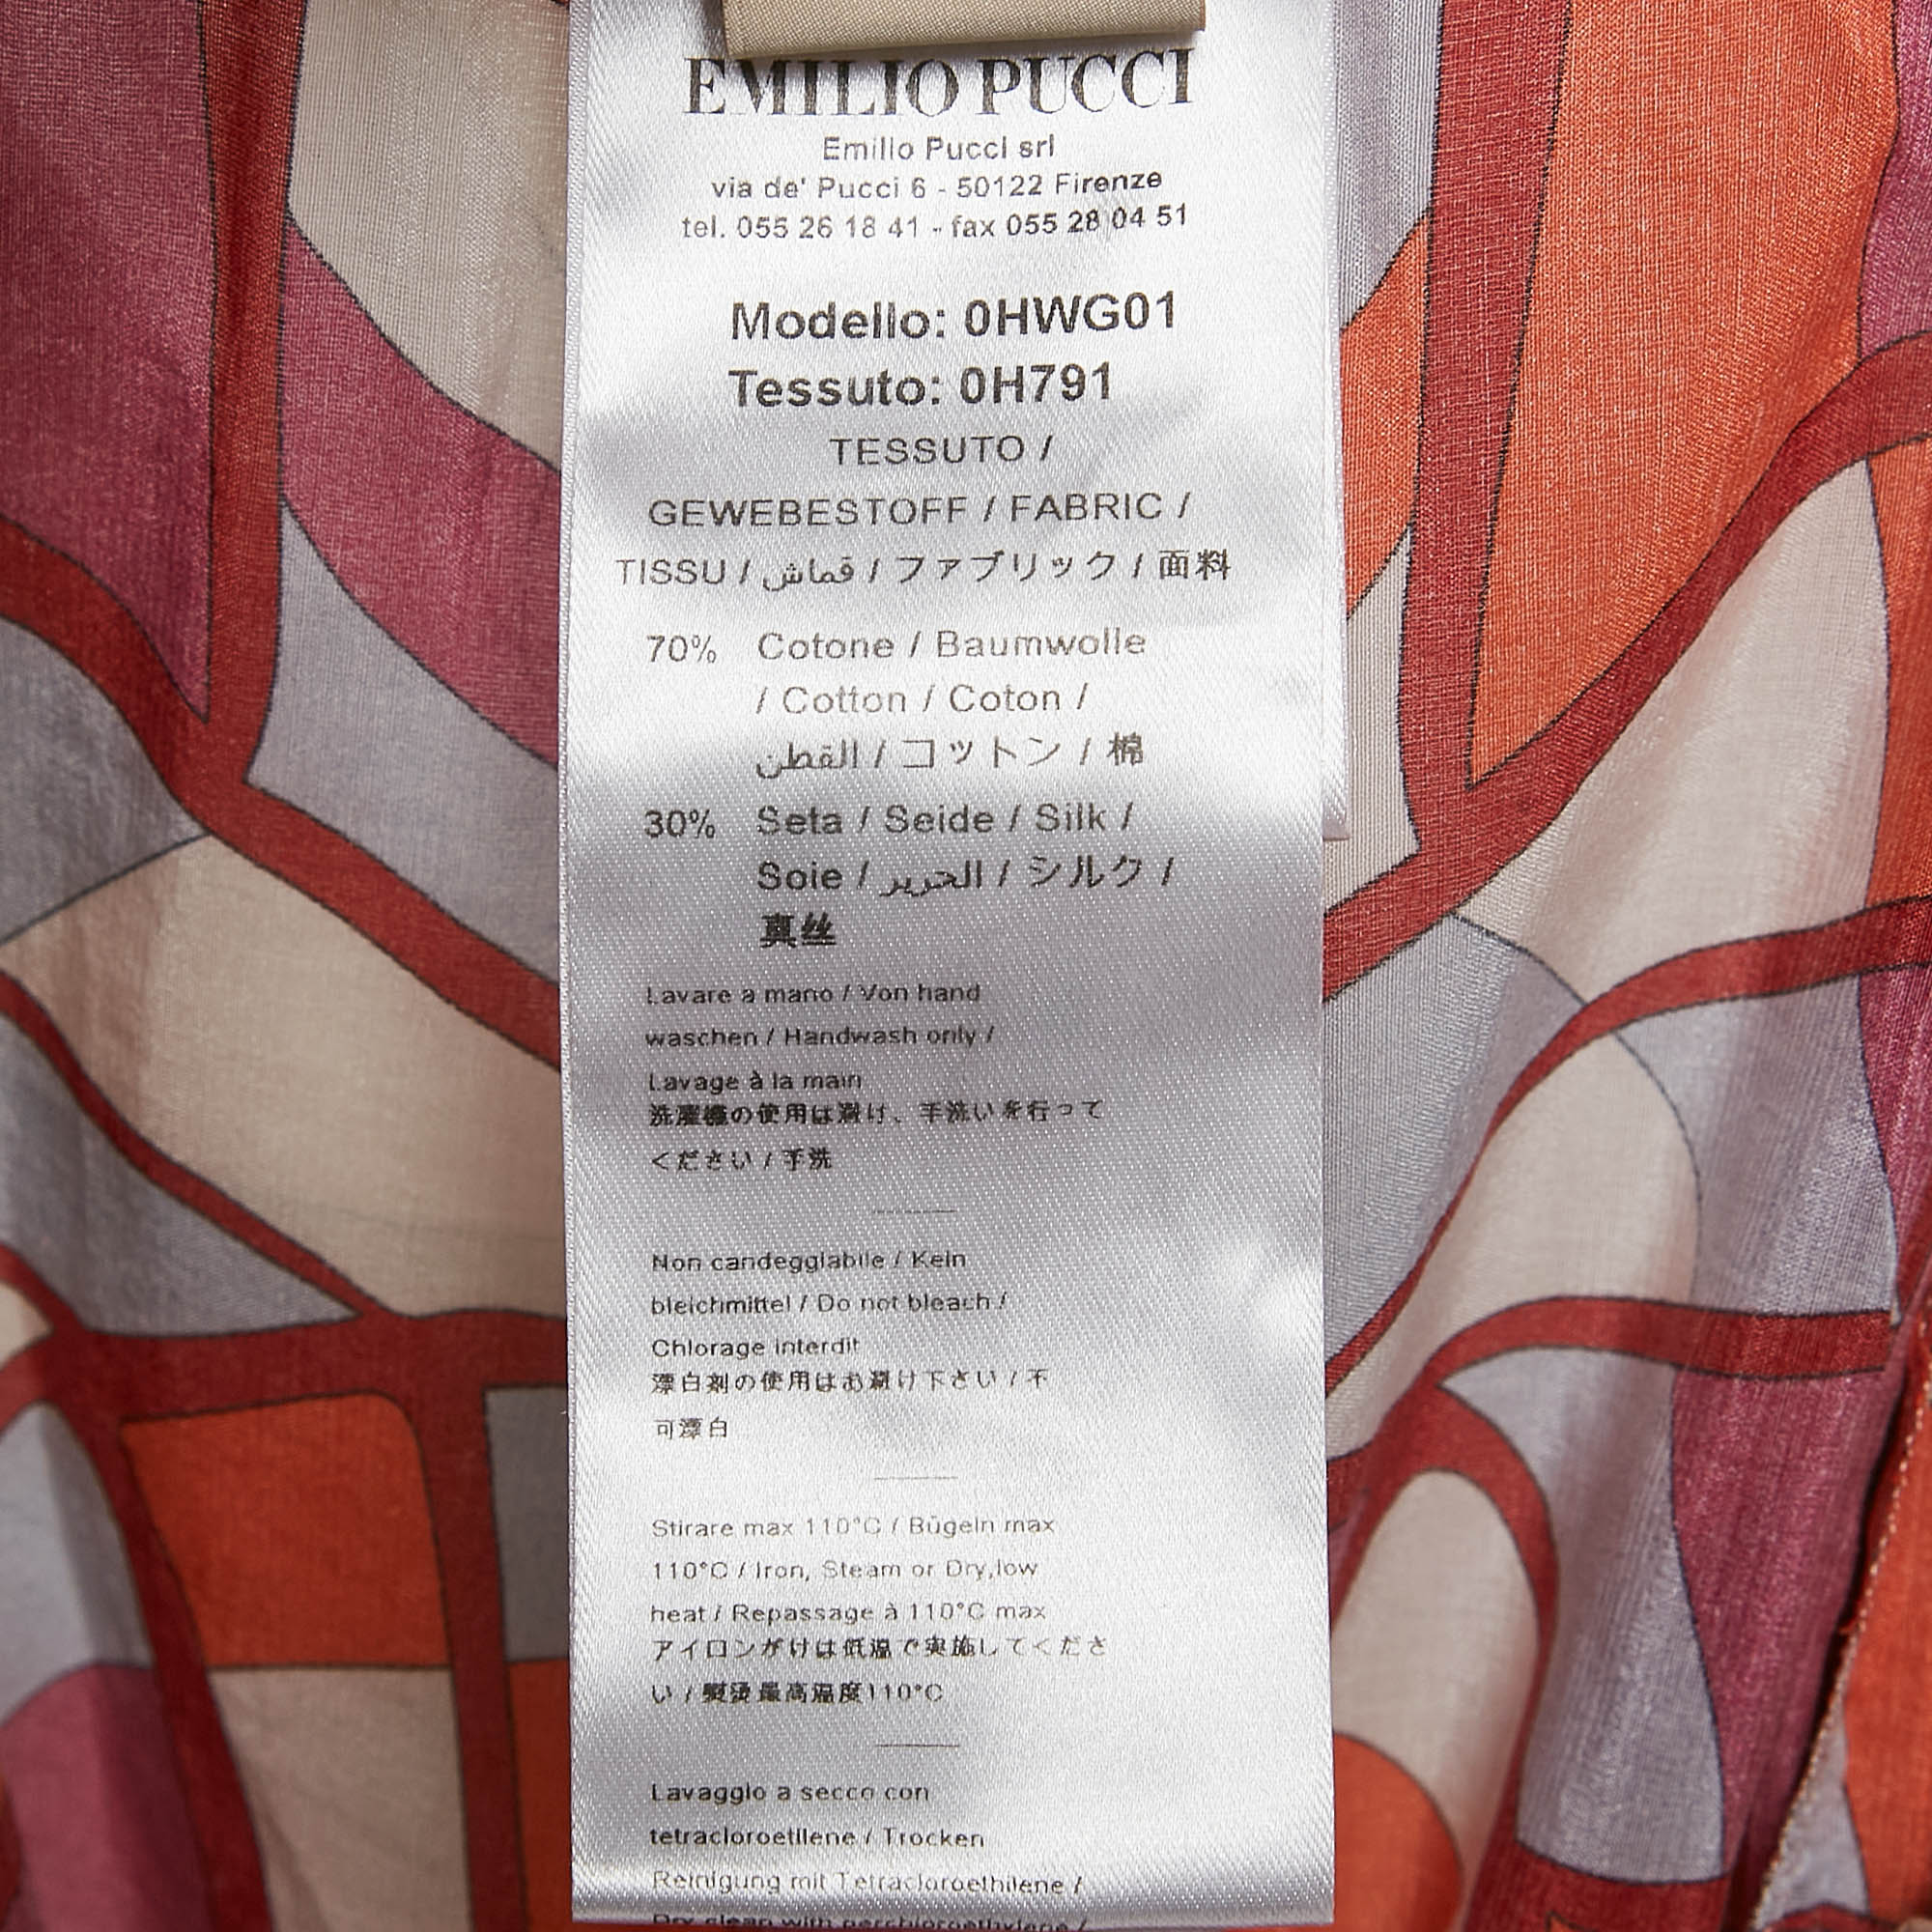 EMILIO PUCCI
Emilio Pucci srl
via de' Pucci 6 - 50122 Firenze
tel. 055 26 18 41 - fax 055 28 04 51
Modello: 0HWG01
Tessuto: 0H791
TESSUTO /
GEWEBESTOFF / FABRIC /
TISSU / قماش / ファブリック / 面料
70% Cotone / Baumwolle
/ Cotton / Coton /
القطن / コットン / 棉
30% Seta / Seide / Silk /
Soie / الحرير / シルク /
真丝
Lavare a mano / Von hand
waschen / Handwash only /
Lavage à la main
洗濯機の使用は避け、手洗いを行って
ください / 手洗
Non candeggiabile / Kein
bleichmittel / Do not bleach /
Chlorage interdit
漂白剤の使用はお避け下さい / 不
可漂白
Stirare max 110°C / Bügeln max
110°C / Iron, Steam or Dry,low
heat / Repassage à 110°C max
アイロンがけは低温で実施してくださ
い / 熨烫最高温度110°C
Lavaggio a secco con
tetracloroetilene / Trocken
Reinigung mit Tetracloroethilene /
Dry clean with perchloroethylene /